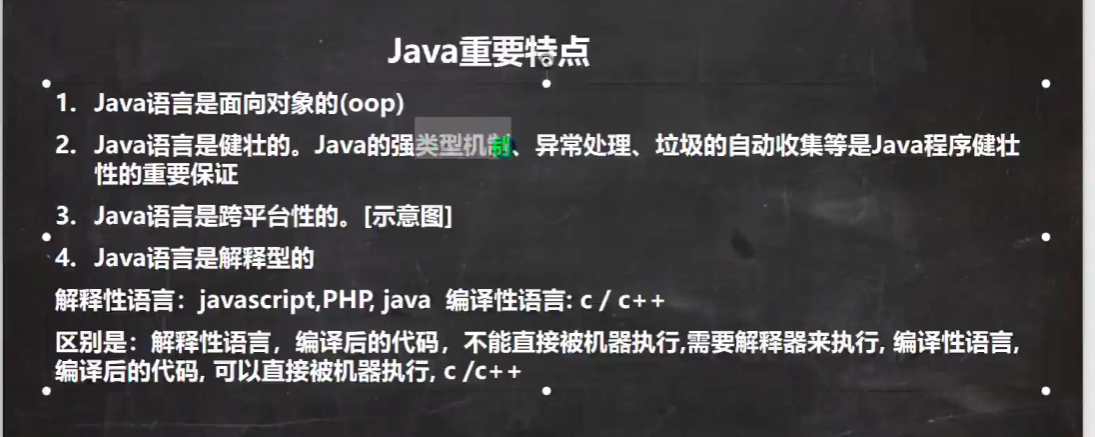 Java重要特点
1. Java语言是面向对象的(oop)
2. Java语言是健壮的。Java的强类型机制、异常处理、垃圾的自动收集等是Java程序健壮
性的重要保证
3. Java语言是跨平台性的。[示意图]
4. Java语言是解释型的
解释性语言：javascript,PHP, java 编译性语言: c / c++
区别是：解释性语言，编译后的代码，不能直接被机器执行,需要解释器来执行, 编译性语言,
编译后的代码, 可以直接被机器执行, c /c++